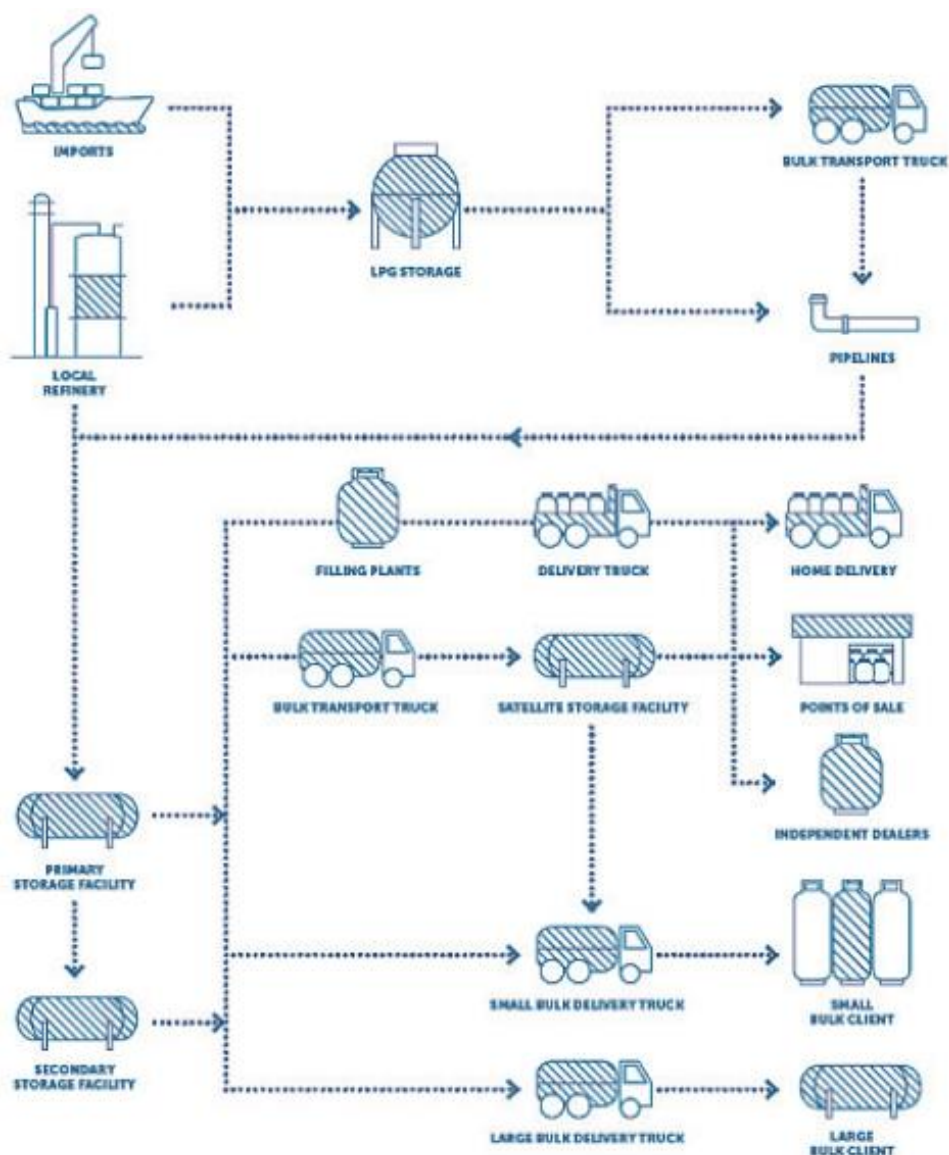 IMPORTS
BULK TRANSPORT TRUCK
LPG STORAGE
LOCAL
REFINERY
PIPELINES
FILLING PLANTS
DELIVERY TRUCK
HOME DELIVERY
BULK TRANSPORT TRUCK
SATELLITE STORAGE FACILITY
POINTS OF SALE
INDEPENDENT DEALERS
PRIMARY
STORAGE FACILITY
SMALL BULK DELIVERY TRUCK
SMALL
BULK CLIENT
SECONDARY
STORAGE FACILITY
LARGE BULK DELIVERY TRUCK
LARGE
BULK CLIENT